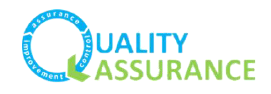 assurance
control
improvement
QUALITY
ASSURANCE